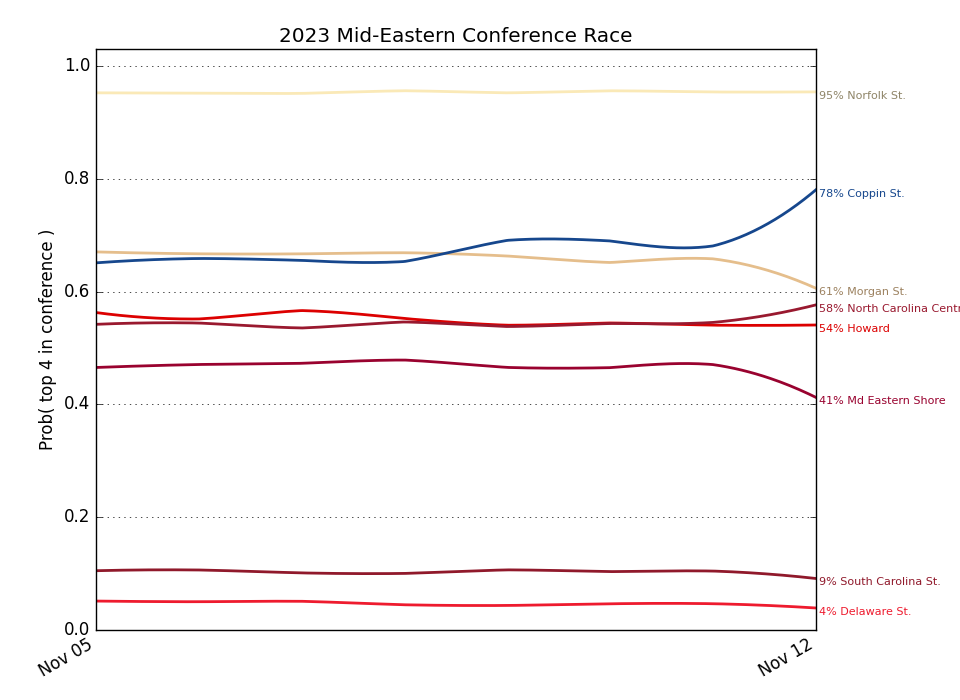 2023 Mid-Eastern Conference Race
Prob( top 4 in conference )
1.0
0.8
0.6
0.4
0.2
0.0
Nov 05
Nov 12
95% Norfolk St.
78% Coppin St.
61% Morgan St.
58% North Carolina Centr
54% Howard
41% Md Eastern Shore
9% South Carolina St.
4% Delaware St.